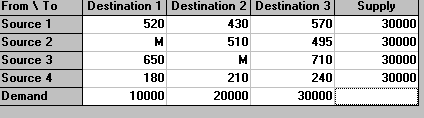 From \ To Destination 1 Destination 2 Destination 3 Supply
Source 1 520 430 570 30000
Source 2 M 510 495 30000
Source 3 650 M 710 30000
Source 4 180 210 240 30000
Demand 10000 20000 30000